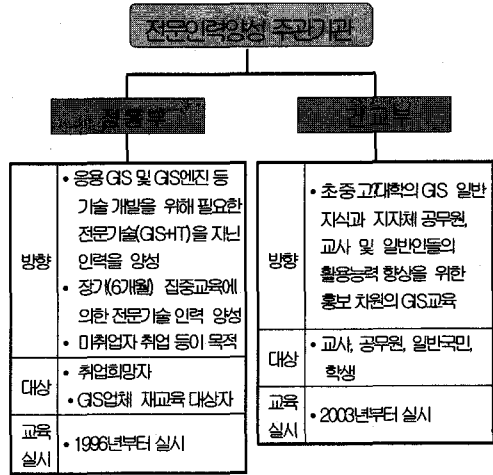 전문인력양성 주관기관
정통부
건교부
방향
• 응용 GIS 및 GIS엔진 등
기술 개발을 위해 필요한
전문기술(GIS+IT)을 지닌
인력을 양성
• 장기(6개월) 집중교육에
의한 전문기술 인력 양성
• 미취업자 취업 등이 목적
대상
• 취업희망자
• GIS업체 재교육 대상자
교육
실시
• 1996년부터 실시
방향
• 초중고/대학의 GIS 일반
지식과 지자체 공무원,
교사 및 일반인들의
활용능력 향상을 위한
홍보 차원의 GIS교육
대상
• 교사, 공무원, 일반국민,
학생
교육
실시
• 2003년부터 실시